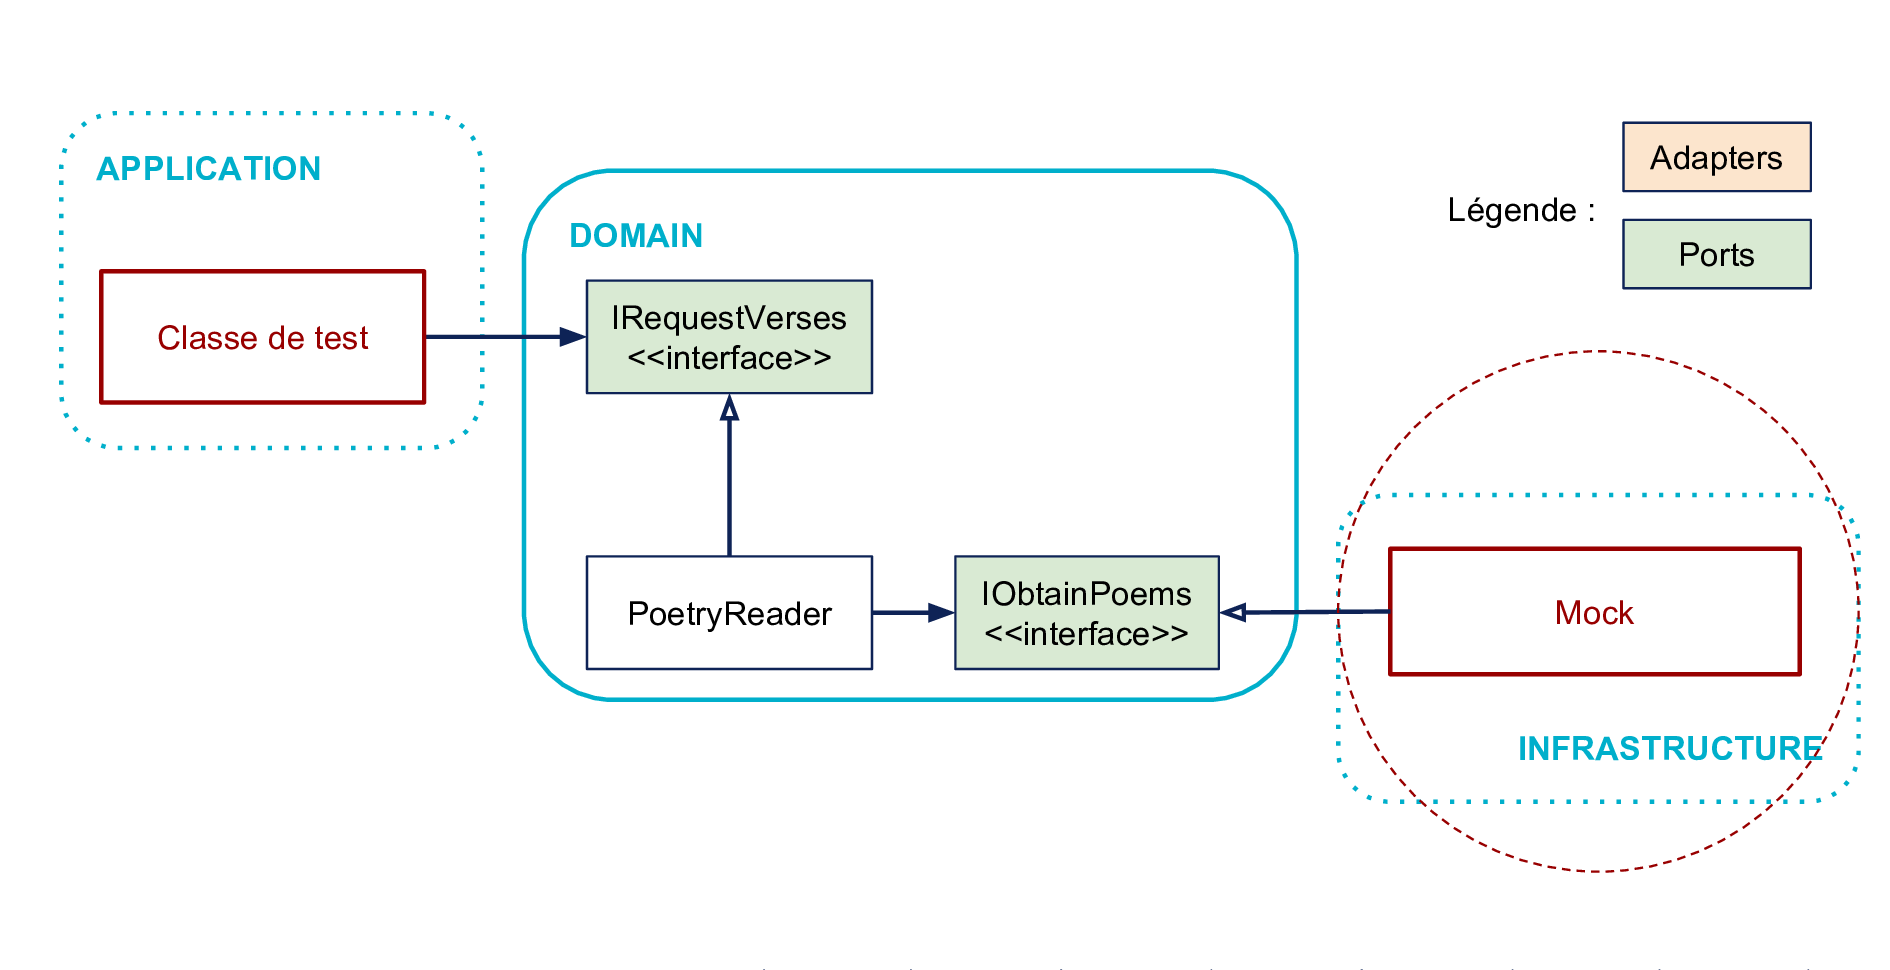 APPLICATION
Classe de test
DOMAIN
IRequestVerses
<<interface>>
PoetryReader
IObtainPoems
<<interface>>
Légende :
Adapters
Ports
Mock
INFRASTRUCTURE